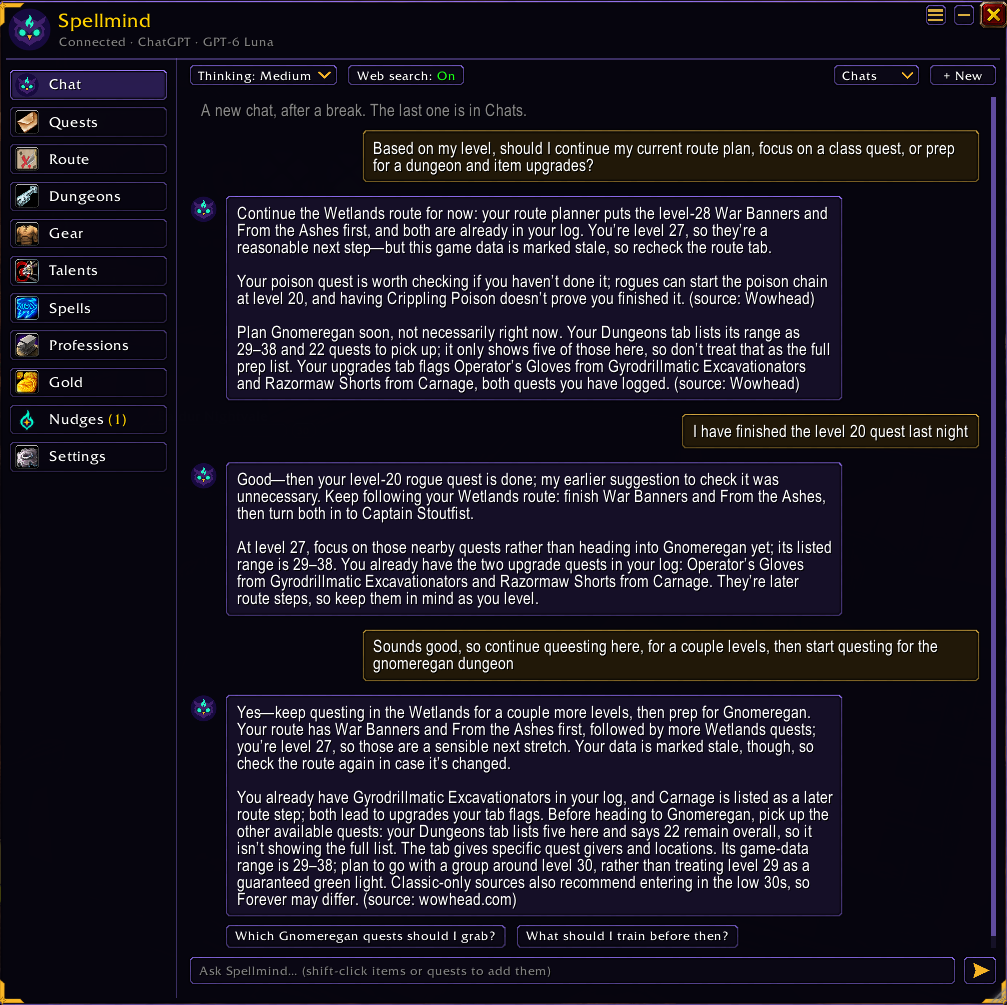 Spellmind
Connected · ChatGPT · GPT-6 Luna
Chat
Quests
Route
Dungeons
Gear
Talents
Spells
Professions
Gold
Nudges (1)
Settings
Thinking: Medium
Web search: On
Chats
+ New
A new chat, after a break. The last one is in Chats.
Based on my level, should I continue my current route plan, focus on a class quest, or prep
for a dungeon and item upgrades?
Continue the Wetlands route for now: your route planner puts the level-28 War Banners and
From the Ashes first, and both are already in your log. You're level 27, so they're a
reasonable next step—but this game data is marked stale, so recheck the route tab.
Your poison quest is worth checking if you haven't done it; rogues can start the poison chain
at level 20, and having Crippling Poison doesn't prove you finished it. (source: Wowhead)
Plan Gnomeregan soon, not necessarily right now. Your Dungeons tab lists its range as
29–38 and 22 quests to pick up; it only shows five of those here, so don't treat that as the full
prep list. Your upgrades tab flags Operator's Gloves from Gyrodrillmatic Excavationators
and Razormaw Shorts from Carnage, both quests you have logged. (source: Wowhead)
I have finished the level 20 quest last night
Good—then your level-20 rogue quest is done; my earlier suggestion to check it was
unnecessary. Keep following your Wetlands route: finish War Banners and From the Ashes,
then turn both in to Captain Stoutfist.
At level 27, focus on those nearby quests rather than heading into Gnomeregan yet; its listed
range is 29–38. You already have the two upgrade quests in your log: Operator's Gloves
from Gyrodrillmatic Excavationators and Razormaw Shorts from Carnage. They're later
route steps, so keep them in mind as you level.
Sounds good, so continue queesting here, for a couple levels, then start questing for the
gnomeregan dungeon
Yes—keep questing in the Wetlands for a couple more levels, then prep for Gnomeregan.
Your route has War Banners and From the Ashes first, followed by more Wetlands quests;
you're level 27, so those are a sensible next stretch. Your data is marked stale, though, so
check the route again in case it's changed.
You already have Gyrodrillmatic Excavationators in your log, and Carnage is listed as a later
route step; both lead to upgrades your tab flags. Before heading to Gnomeregan, pick up the
other available quests: your Dungeons tab lists five here and says 22 remain overall, so it
isn't showing the full list. The tab gives specific quest givers and locations. Its game-data
range is 29–38; plan to go with a group around level 30, rather than treating level 29 as a
guaranteed green light. Classic-only sources also recommend entering in the low 30s, so
Forever may differ. (source: wowhead.com)
Which Gnomeregan quests should I grab?
What should I train before then?
Ask Spellmind... (shift-click items or quests to add them)